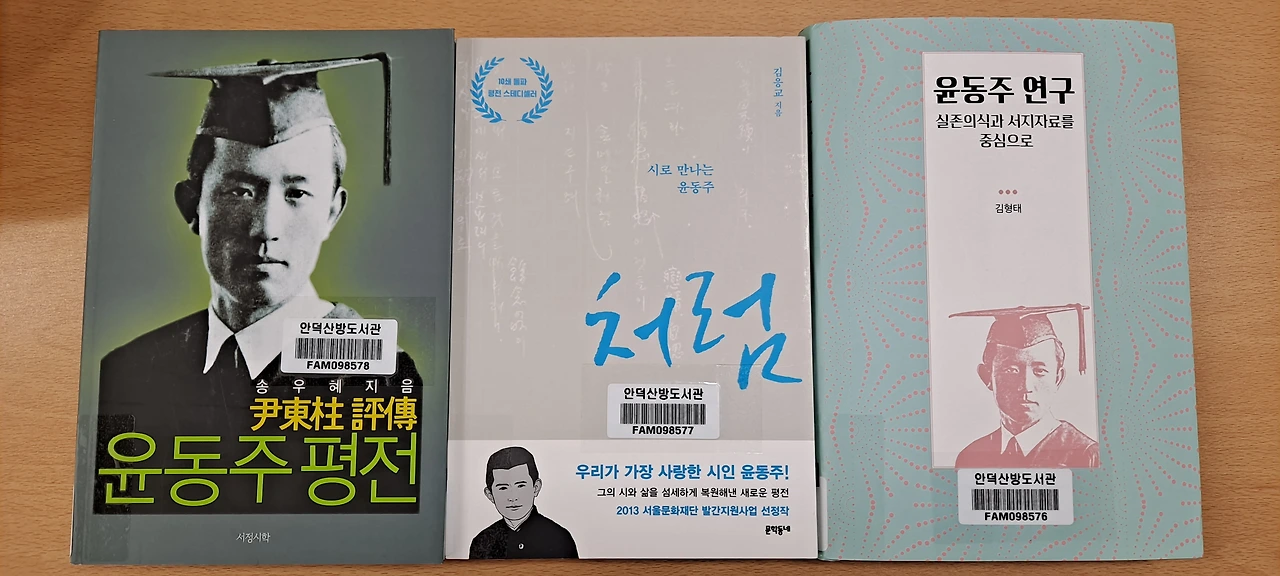 안덕산방도서관
FAM098578
송우혜 지음
尹東柱 評傳
윤동주 평전
서정시학
10쇄 돌파
평전 스테디셀러
김응교 지음
시로 만나는
윤동주
처럼
안덕산방도서관
FAM098577
우리가 가장 사랑한 시인 윤동주!
그의 시와 삶을 섬세하게 복원해낸 새로운 평전
2013 서울문화재단 발간지원사업 선정작
문학동네
윤동주 연구
실존의식과 서지자료를
중심으로
김형태
안덕산방도서관
FAM098576